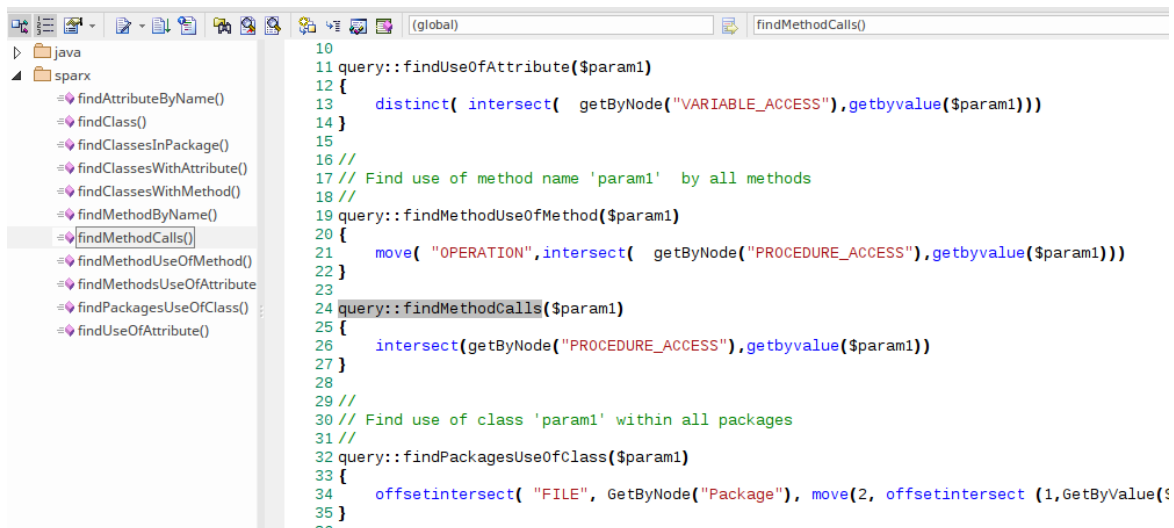 (global)
findMethodCalls()
java
sparx
findAttributeByName()
findClass()
findClassesInPackage()
findClassesWithAttribute()
findClassesWithMethod()
findMethodByName()
findMethodCalls()
findMethodUseOfMethod()
findMethodsUseOfAttribute
findPackagesUseOfClass()
findUseOfAttribute()
10
11 query::findUseOfAttribute($param1)
12 {
13 distinct( intersect( getByNode("VARIABLE_ACCESS"),getbyvalue($param1)))
14 }
15
16 //
17 // Find use of method name 'param1' by all methods
18 //
19 query::findMethodUseOfMethod($param1)
20 {
21 move( "OPERATION",intersect( getByNode("PROCEDURE_ACCESS"),getbyvalue($param1)))
22 }
23
24 query::findMethodCalls($param1)
25 {
26 intersect(getByNode("PROCEDURE_ACCESS"),getbyvalue($param1))
27 }
28
29 //
30 // Find use of class 'param1' within all packages
31 //
32 query::findPackagesUseOfClass($param1)
33 {
34 offsetintersect( "FILE", GetByNode("Package"), move(2, offsetintersect (1,GetByValue($
35 }